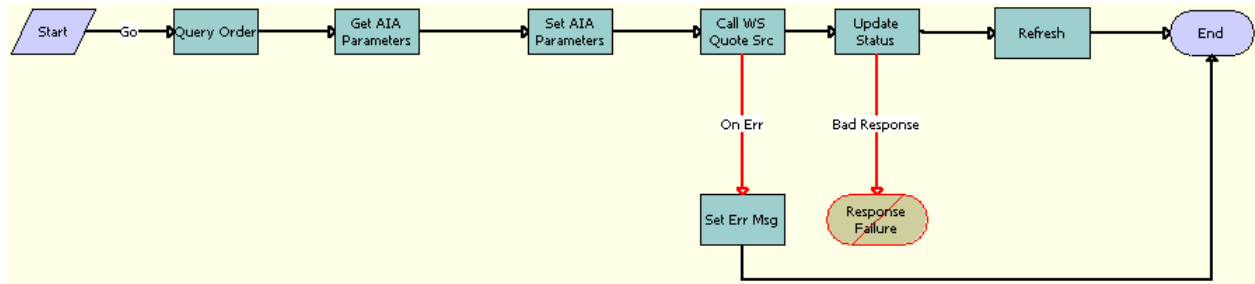 Start
Go
Query Order
Get AIA
Parameters
Set AIA
Parameters
Call WS
Quote Src
Update
Status
Refresh
End
On Err
Bad Response
Set Err Msg
Response
Failure